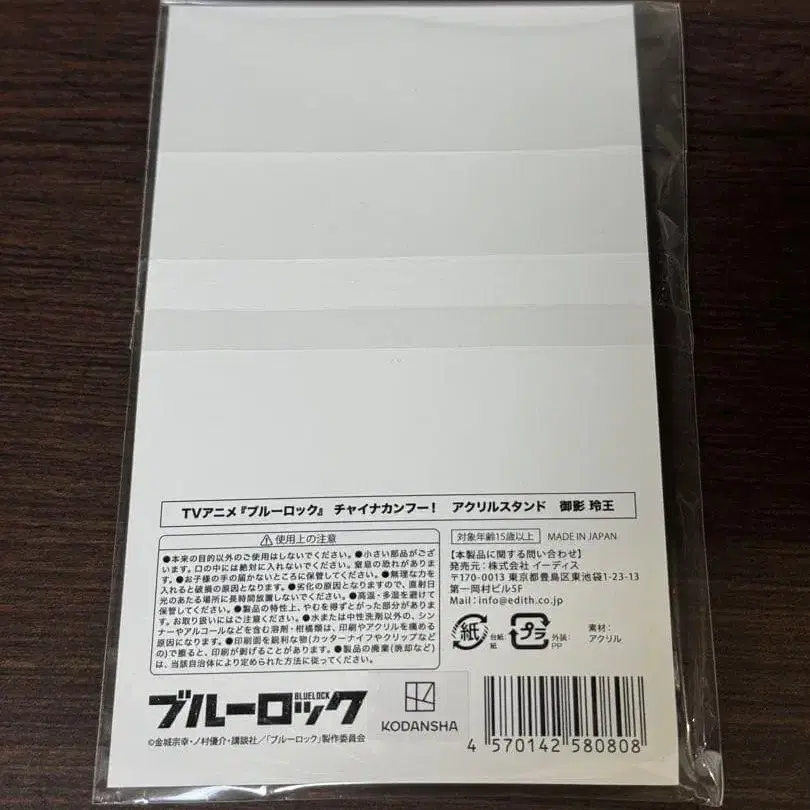 TVアニメ『ブルーロック』 チャイナカンフー! アクリルスタンド 御影 玲王
⚠使用上の注意
●本来の目的以外のご使用はしないでください。●小さい部品がござ
います。口の中には絶対に入れないでください。窒息の恐れがありま
す。●お子様の手の届かないところに保管してください。●無理な力を
入れると破損の原因となります。●劣化の原因となりますので、直射日
光のあたる場所に長時間放置しないでください。●高温・多湿を避けて
保管してください。●製品の特性上、やむを得ずとがった部分がありま
す。お取り扱いにはご注意ください。●水または中性洗剤以外の、シン
ナーやアルコールなどを含む溶剤・柑橘類は、印刷やアクリルを痛める
原因になります。●印刷面を鋭利な物(カッターナイフやクリップなど
の)で擦ると、印刷が剥げることがあります。●製品の廃棄(焼却など)
は、当該自治体により定められた方法に従ってください。
対象年齢15歳以上 MADE IN JAPAN
【本製品に関する問い合わせ】
発売元:株式会社 イーディス
〒170-0013 東京都豊島区東池袋1-23-13
第一岡村ビル5F
Mail:info@edith.co.jp
紙 台紙:紙 プラ 外装:PP 素材:アクリル
ブルーロック
BLUELOCK
©金城宗幸・ノ村優介・講談社/「ブルーロック」製作委員会
KODANSHA
4 570142 580808